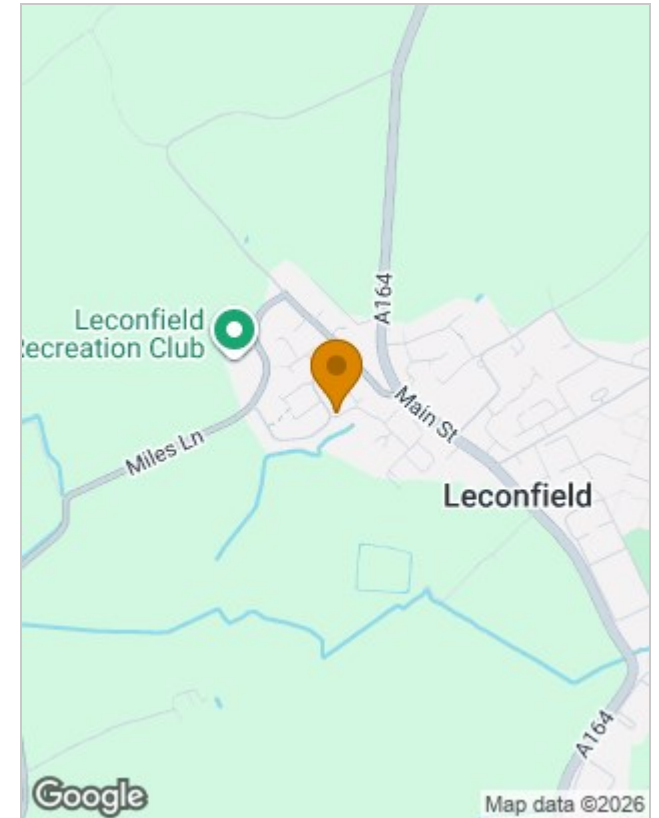 A164
Leconfield
Recreation Club
Main St
Miles Ln
Leconfield
A164
Google
Map data ©2026